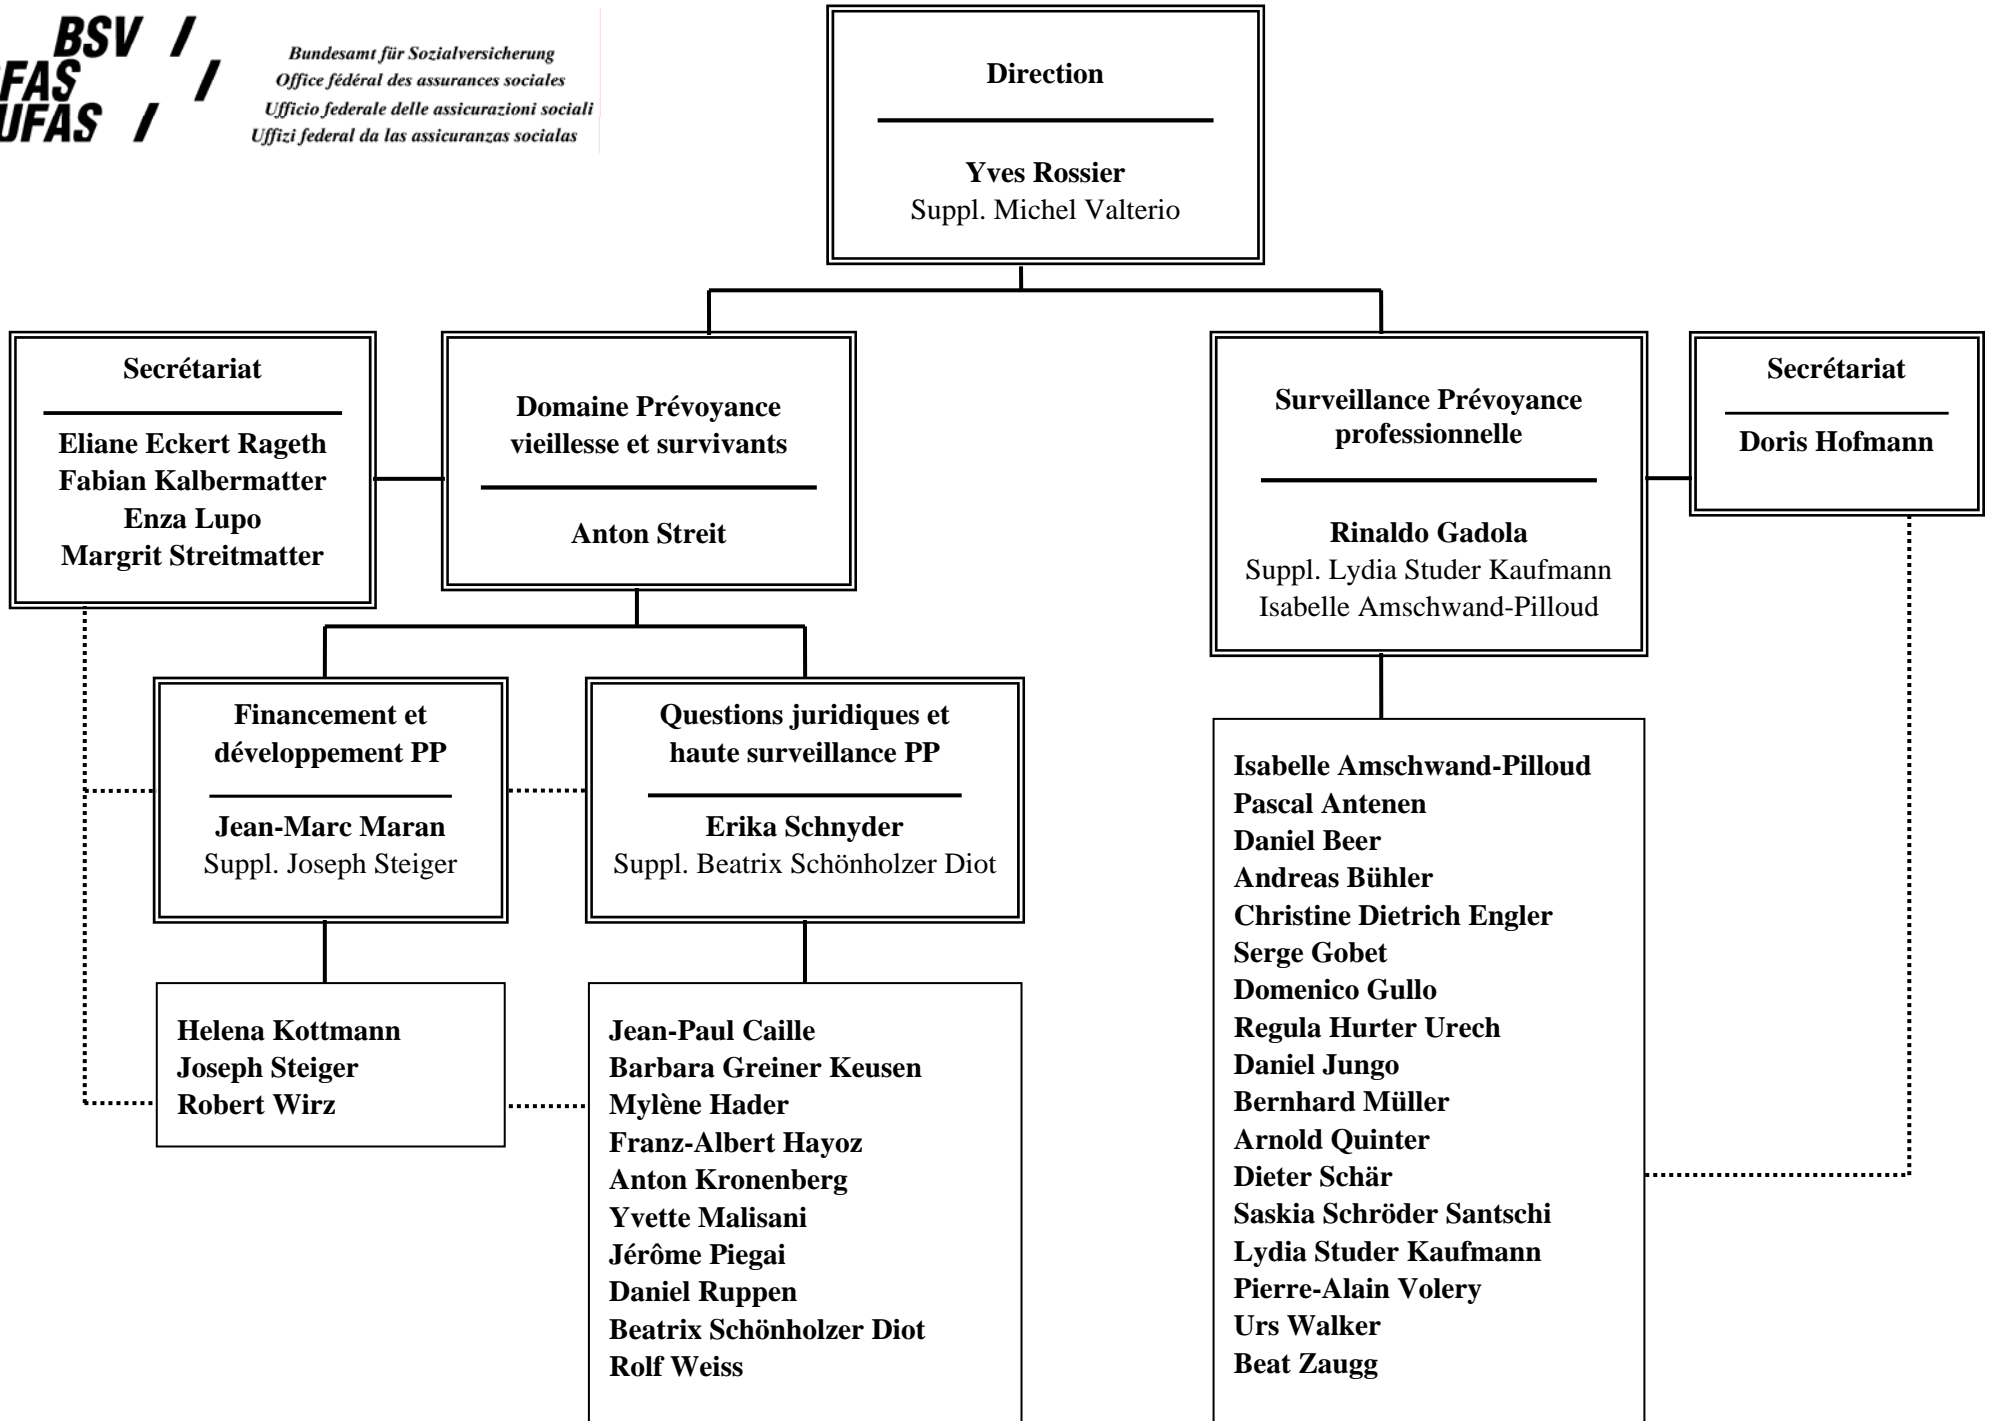 BSV /
OFAS /
UFAS /
Bundesamt für Sozialversicherung
Office fédéral des assurances sociales
Ufficio federale delle assicurazioni sociali
Uffizi federal da las assicuranzas socialas
Direction
Yves Rossier
Suppl. Michel Valterio
Secrétariat
Eliane Eckert Rageth
Fabian Kalbermatter
Enza Lupo
Margrit Streitmatter
Domaine Prévoyance
vieillesse et survivants
Anton Streit
Surveillance Prévoyance
professionnelle
Rinaldo Gadola
Suppl. Lydia Studer Kaufmann
Isabelle Amschwand-Pilloud
Secrétariat
Doris Hofmann
Financement et
développement PP
Jean-Marc Maran
Suppl. Joseph Steiger
Questions juridiques et
haute surveillance PP
Erika Schnyder
Suppl. Beatrix Schönholzer Diot
Helena Kottmann
Joseph Steiger
Robert Wirz
Jean-Paul Caille
Barbara Greiner Keusen
Mylène Hader
Franz-Albert Hayoz
Anton Kronenberg
Yvette Malisani
Jérôme Piegai
Daniel Ruppen
Beatrix Schönholzer Diot
Rolf Weiss
Isabelle Amschwand-Pilloud
Pascal Antenen
Daniel Beer
Andreas Bühler
Christine Dietrich Engler
Serge Gobet
Domenico Gullo
Regula Hurter Urech
Daniel Jungo
Bernhard Müller
Arnold Quinter
Dieter Schär
Saskia Schröder Santschi
Lydia Studer Kaufmann
Pierre-Alain Volery
Urs Walker
Beat Zaugg